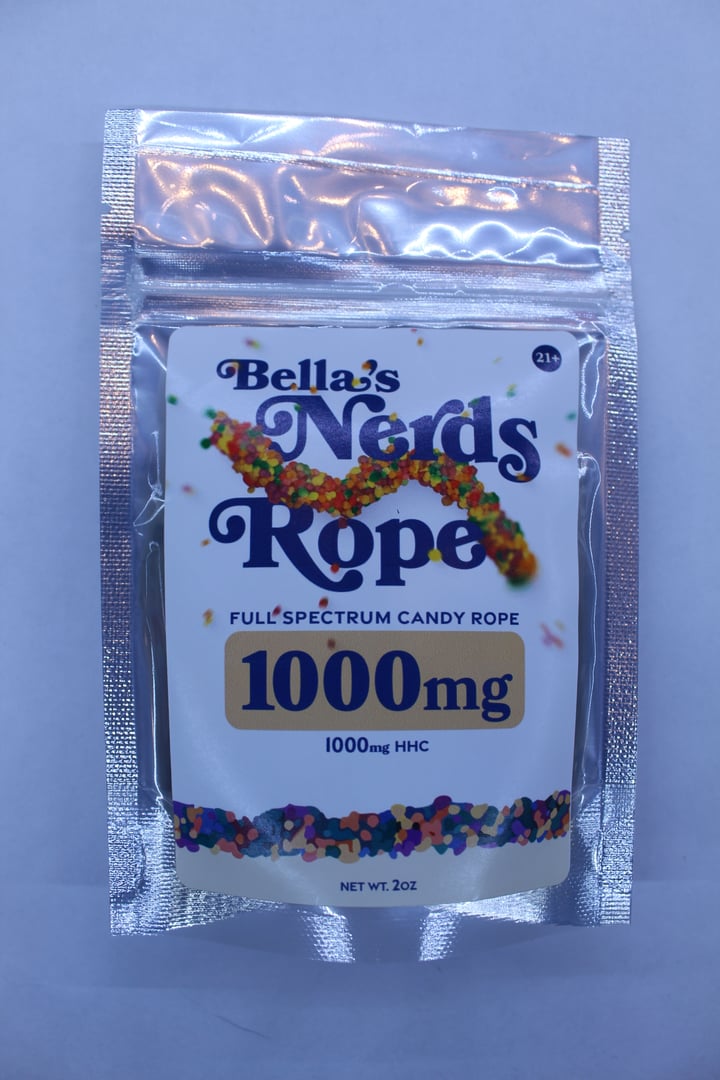 21+
Bella's
Nerds
Rope
FULL SPECTRUM CANDY ROPE
1000mg
1000mg HHC
NET WT. 2OZ